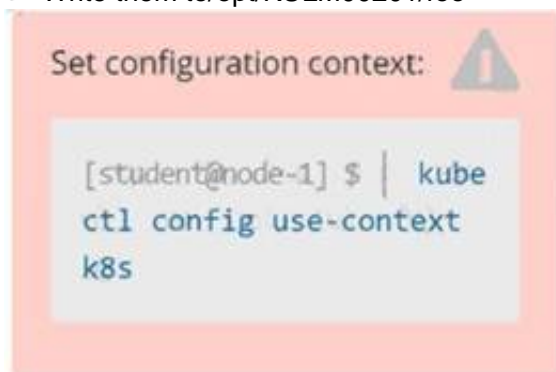 Set configuration context:
[student@node-1] $ | kube
ctl config use-context
k8s